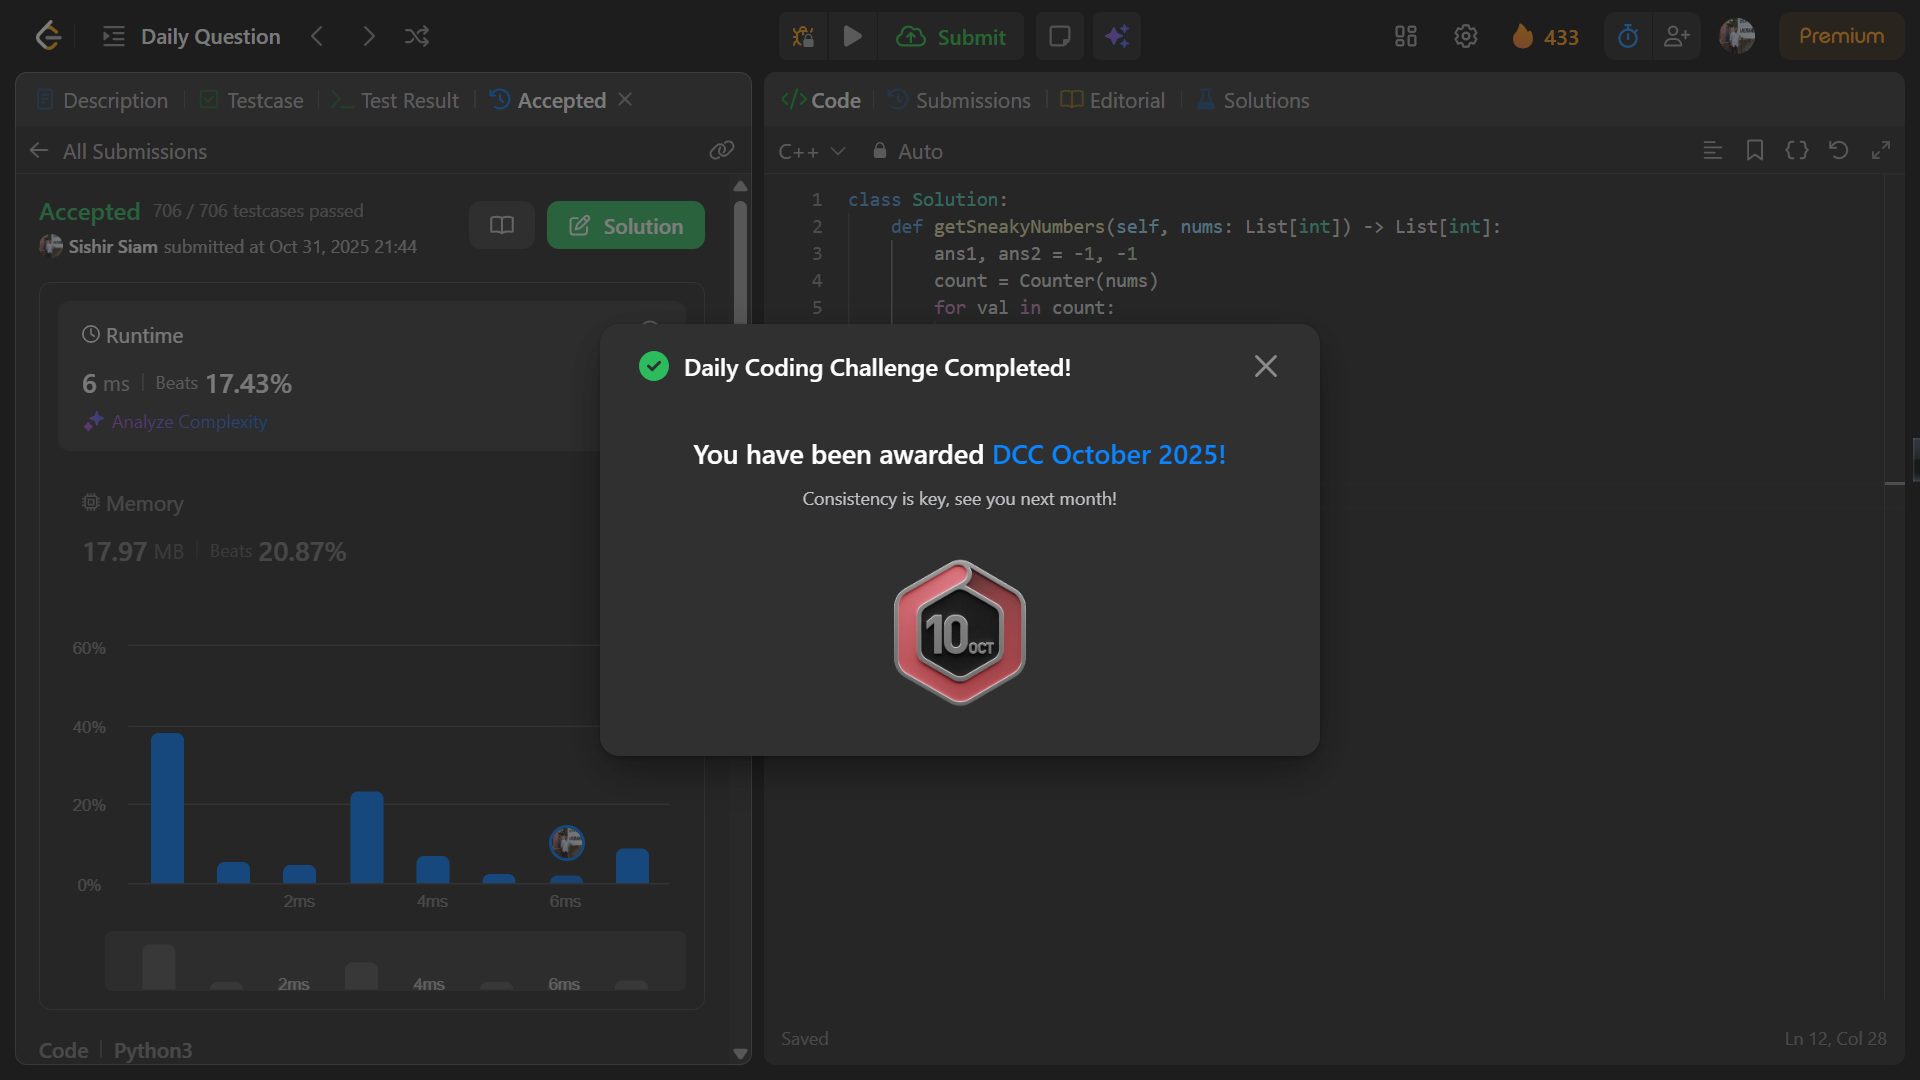 Daily Question
Submit
433
Premium
Description
Testcase
Test Result
Accepted
Code
Submissions
Editorial
Solutions
All Submissions
C++
Auto
Accepted 706 / 706 testcases passed
Sishir Siam submitted at Oct 31, 2025 21:44
Solution
Runtime
6 ms Beats 17.43%
Analyze Complexity
Memory
17.97 MB Beats 20.87%
60%
40%
20%
0%
2ms 4ms 6ms
2ms 4ms 6ms
Code Python3
1 class Solution:
2 def getSneakyNumbers(self, nums: List[int]) -> List[int]:
3 ans1, ans2 = -1, -1
4 count = Counter(nums)
5 for val in count:
Daily Coding Challenge Completed!
You have been awarded DCC October 2025!
Consistency is key, see you next month!
10 OCT
Saved
Ln 12, Col 28